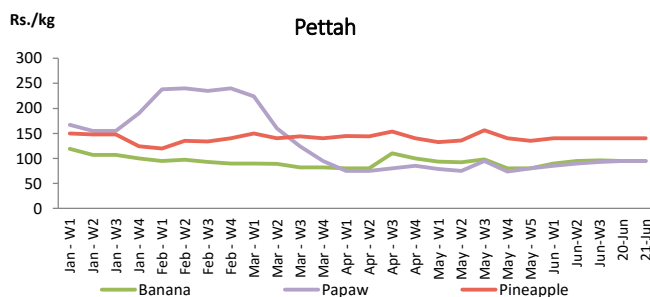 Rs./kg
Pettah
300
250
200
150
100
50
0
Jan - W1
Jan - W2
Jan - W3
Jan - W4
Feb - W1
Feb - W2
Feb - W3
Feb - W4
Mar - W1
Mar - W2
Mar - W3
Mar - W4
Apr - W1
Apr - W2
Apr - W3
Apr - W4
May - W1
May - W2
May - W3
May - W4
May - W5
Jun - W1
Jun-W2
Jun-W3
20-Jun
21-Jun
Banana Papaw Pineapple